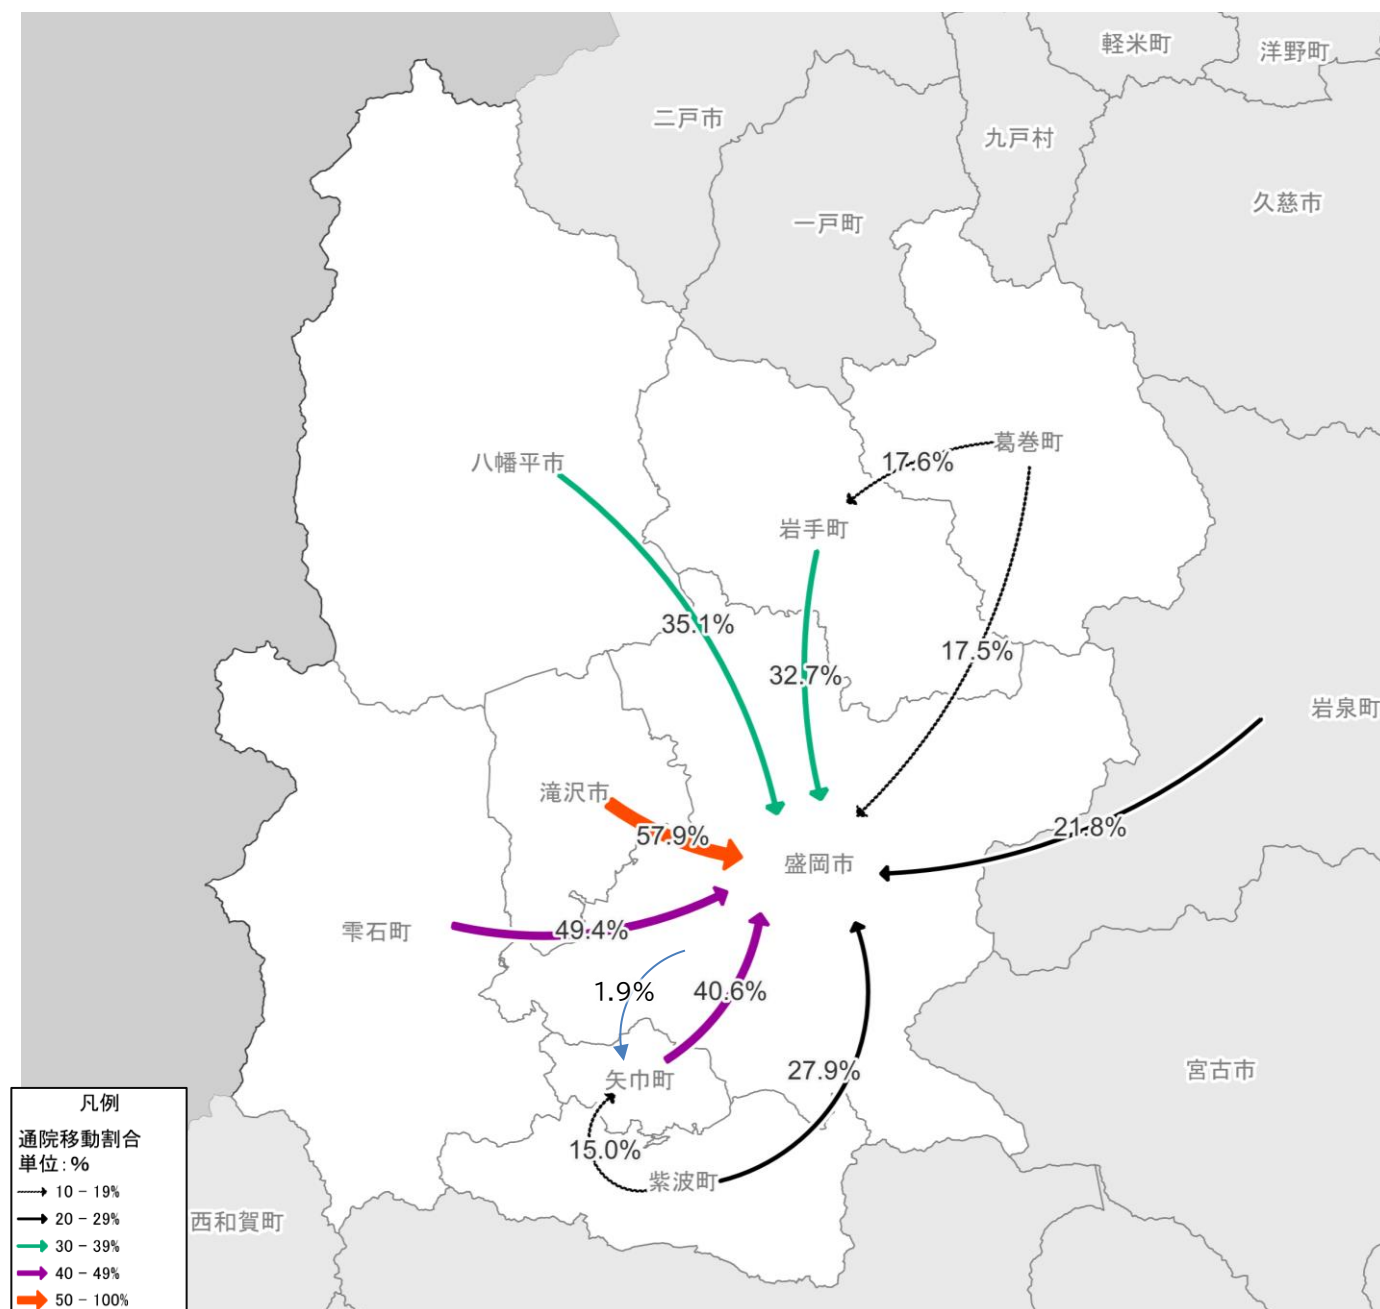 軽米町
洋野町
二戸市
九戸村
久慈市
一戸町
葛巻町
17.6%
八幡平市
岩手町
35.1%
17.5%
32.7%
岩泉町
滝沢市
57.9%
21.8%
盛岡市
雫石町
49.4%
1.9%
40.6%
27.9%
宮古市
矢巾町
15.0%
紫波町
西和賀町
凡例
通院移動割合
単位:%
10 - 19%
20 - 29%
30 - 39%
40 - 49%
50 - 100%